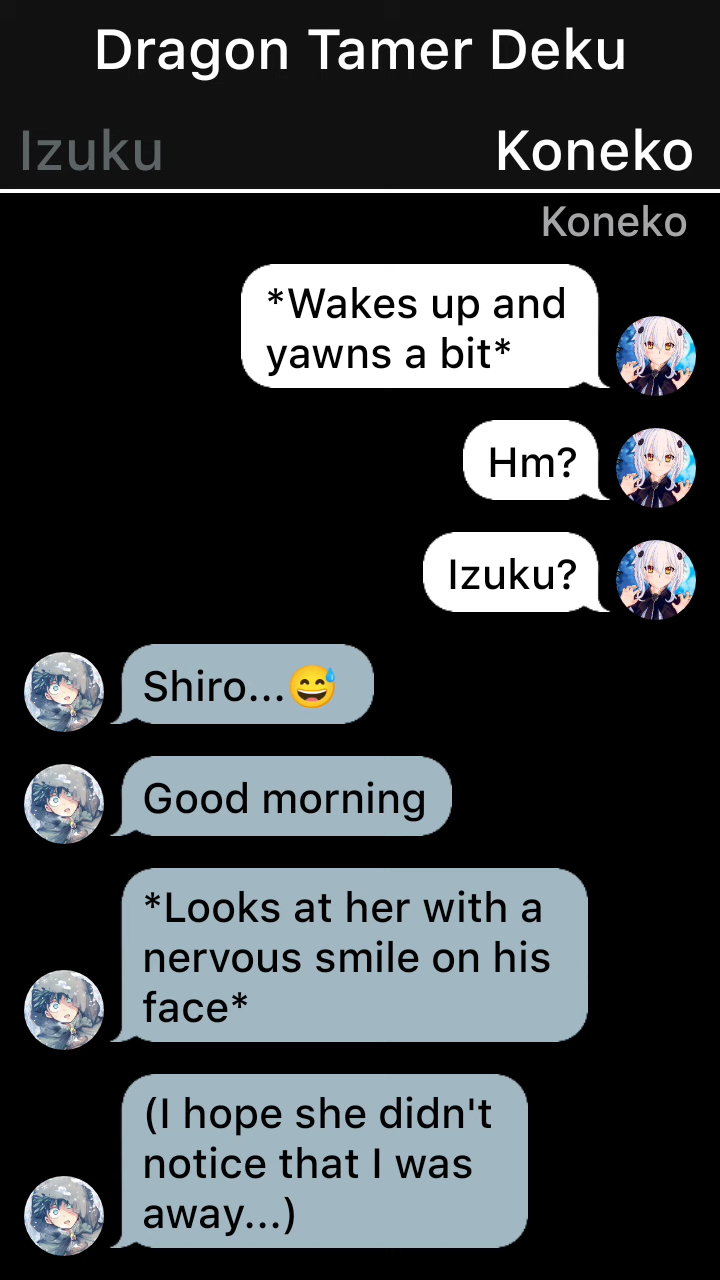 Dragon Tamer Deku
Izuku Koneko
Koneko
*Wakes up and
yawns a bit*
Hm?
Izuku?
Shiro...😅
Good morning
*Looks at her with a
nervous smile on his
face*
(I hope she didn't
notice that I was
away...)